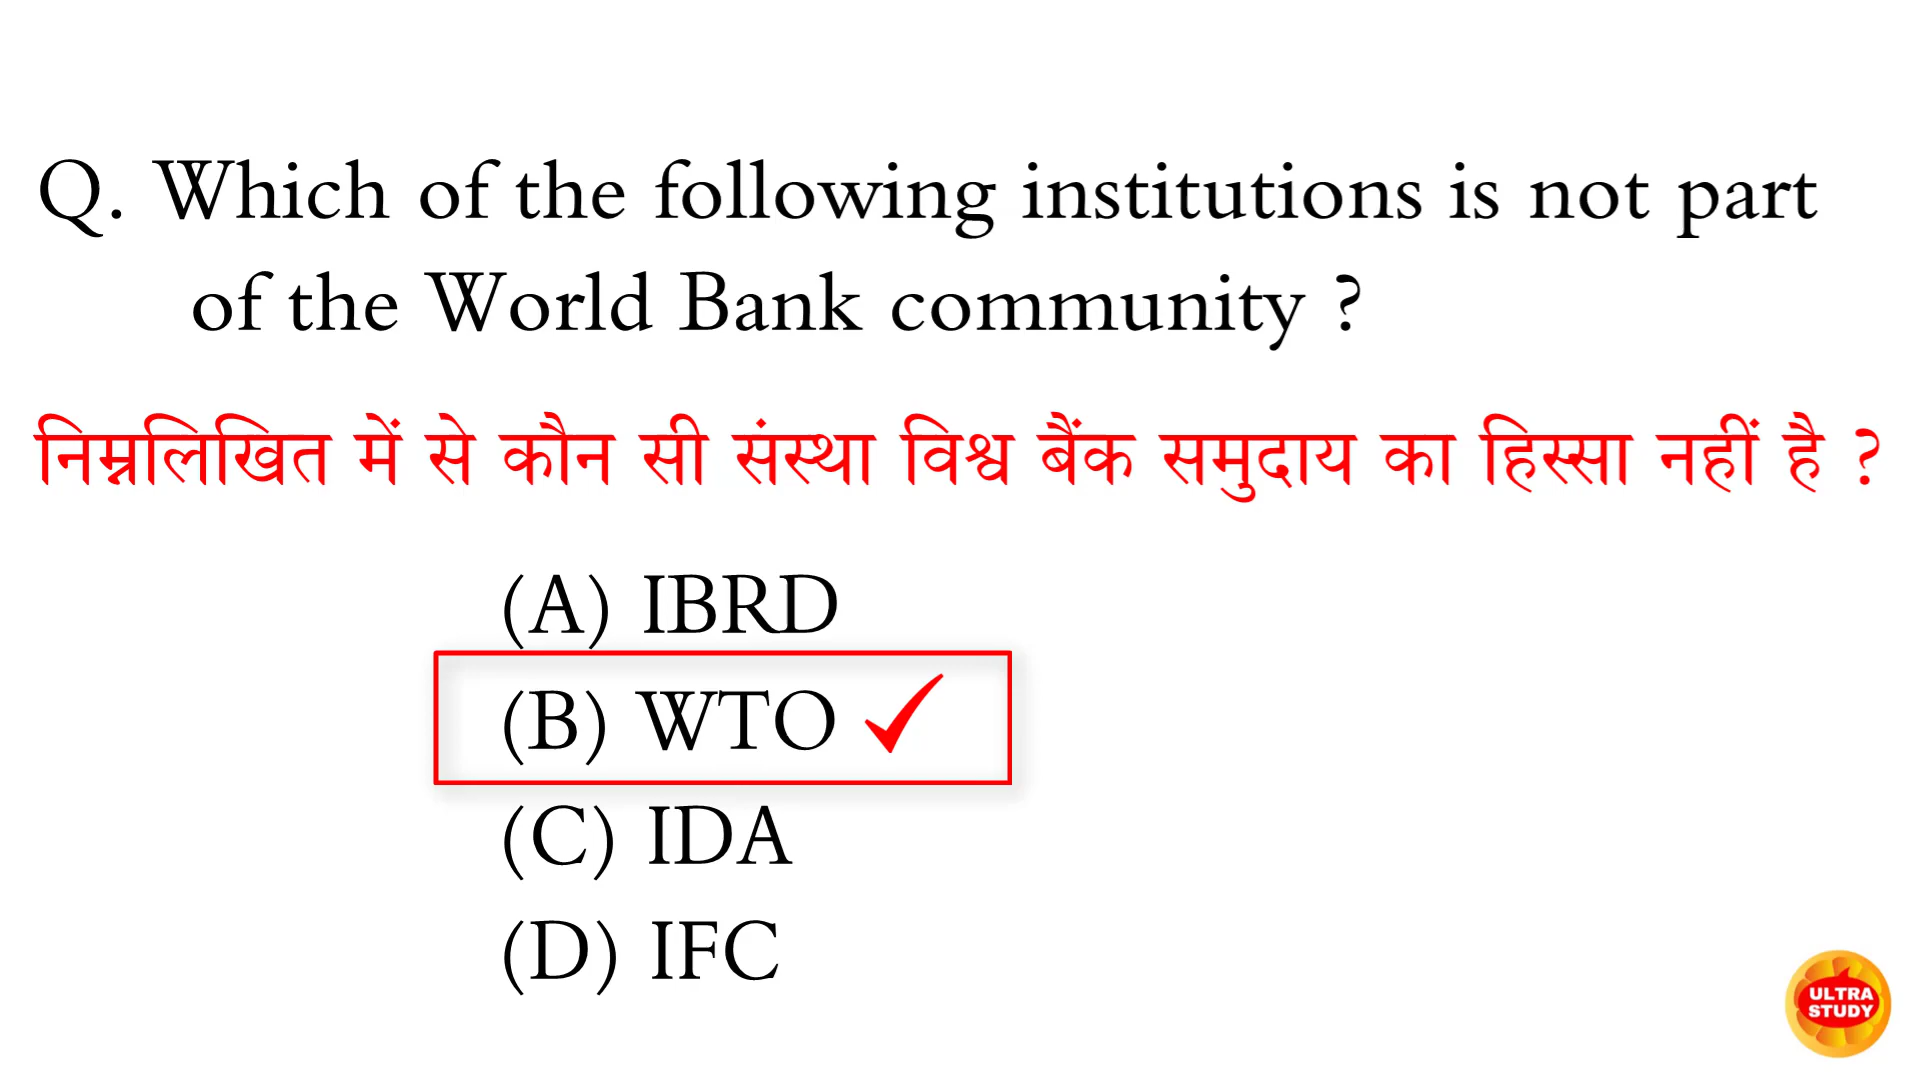 Q. Which of the following institutions is not part
of the World Bank community ?
निम्नलिखित में से कौन सी संस्था विश्व बैंक समुदाय का हिस्सा नहीं है ?
(A) IBRD
(B) WTO
(C) IDA
(D) IFC
ULTRA
STUDY